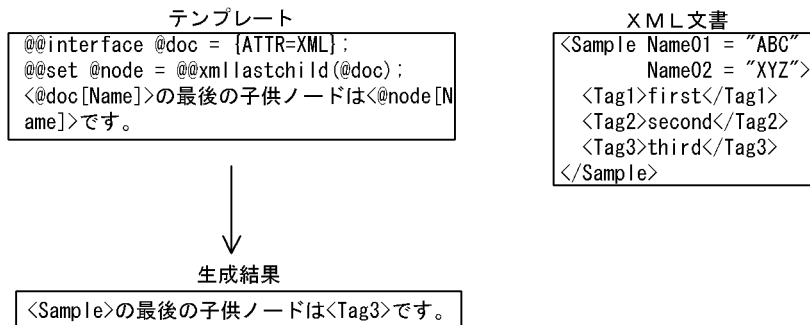 テンプレート
@@interface @doc = {ATTR=XML};
@@set @node = @@xmllastchild(@doc);
<@doc[Name]>の最後の子供ノードは<@node[N
ame]>です。
XML文書
<Sample Name01 = "ABC"
Name02 = "XYZ">
<Tag1>first</Tag1>
<Tag2>second</Tag2>
<Tag3>third</Tag3>
</Sample>
生成結果
<Sample>の最後の子供ノードは<Tag3>です。